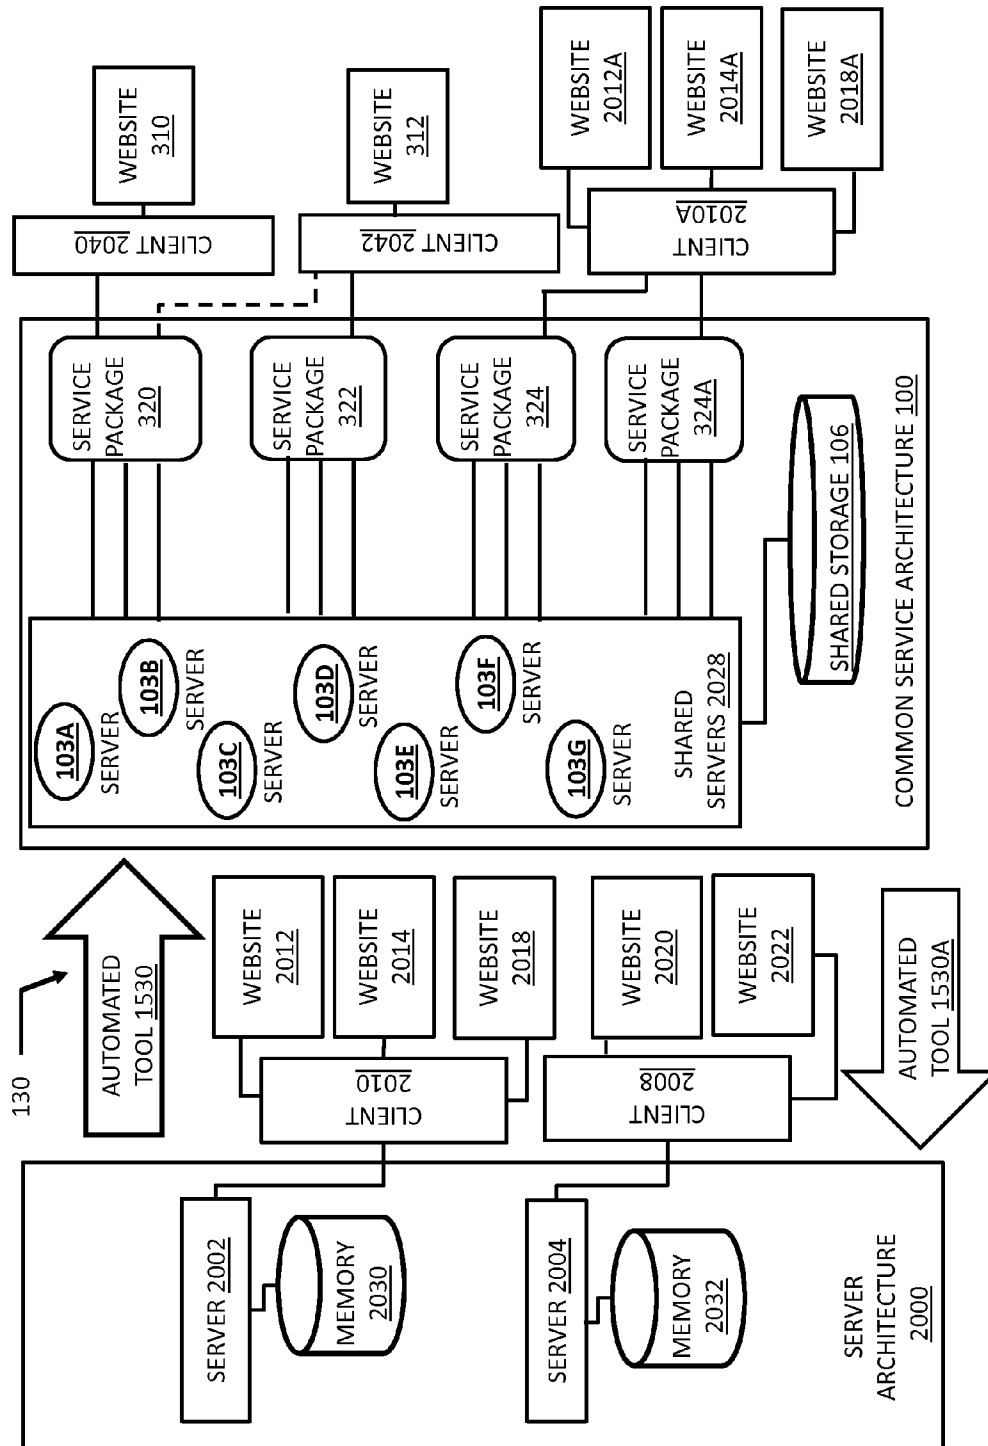 130
AUTOMATED
TOOL 1530
SERVER 2002
MEMORY
2030
SERVER 2004
MEMORY
2032
SERVER
ARCHITECTURE
2000
CLIENT
2010
WEBSITE
2012
WEBSITE
2014
WEBSITE
2018
CLIENT
2008
WEBSITE
2020
WEBSITE
2022
AUTOMATED
TOOL 1530A
103A
SERVER
103B
SERVER
103C
SERVER
103D
SERVER
103E
SERVER
103F
SERVER
103G
SERVER
SHARED
SERVERS 2028
SERVICE
PACKAGE
320
SERVICE
PACKAGE
322
SERVICE
PACKAGE
324
SERVICE
PACKAGE
324A
SHARED STORAGE 106
COMMON SERVICE ARCHITECTURE 100
CLIENT 2040
WEBSITE
310
CLIENT 2042
WEBSITE
312
CLIENT
2010A
WEBSITE
2012A
WEBSITE
2014A
WEBSITE
2018A